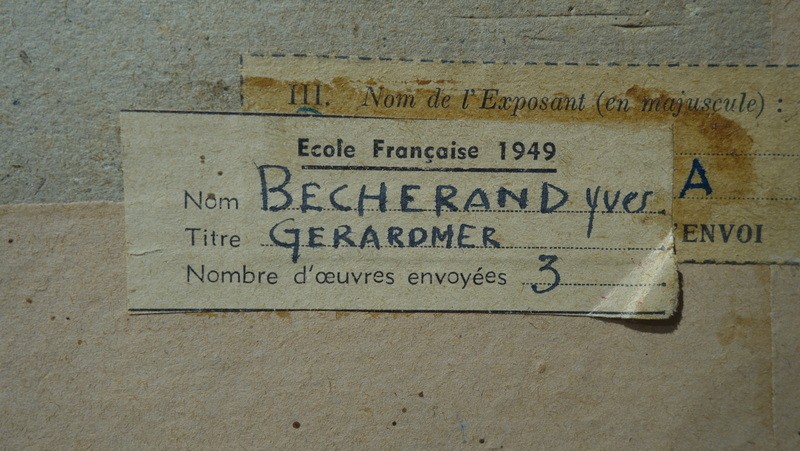 III. Nom de l'Exposant (en majuscule) :
Ecole Française 1949
Nom BECHERAND yves A
Titre GERARDMER 'ENVOI
Nombre d'œuvres envoyées 3